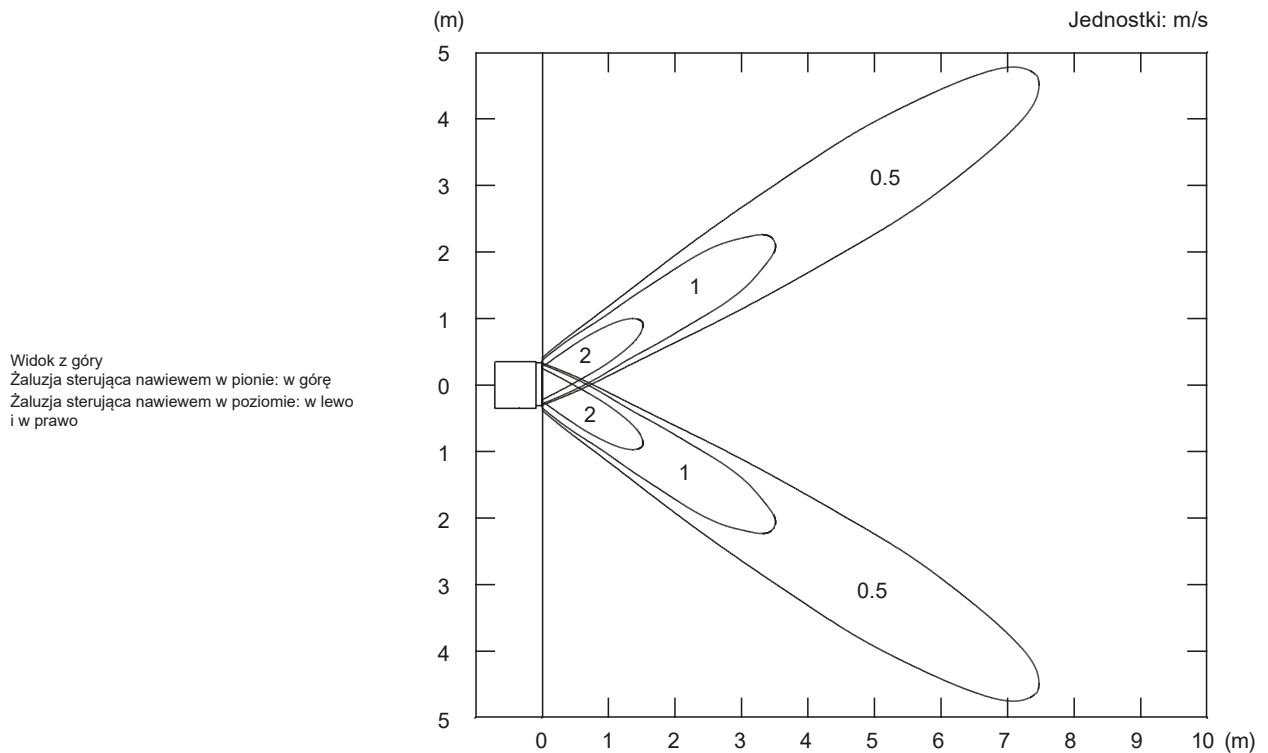 (m)
Jednostki: m/s
5
4
3
2
1
0
1
2
3
4
5
0.5
1
2
2
1
0.5
Widok z góry
Żaluzja sterująca nawiewem w pionie: w górę
Żaluzja sterująca nawiewem w poziomie: w lewo
i w prawo
0 1 2 3 4 5 6 7 8 9 10 (m)